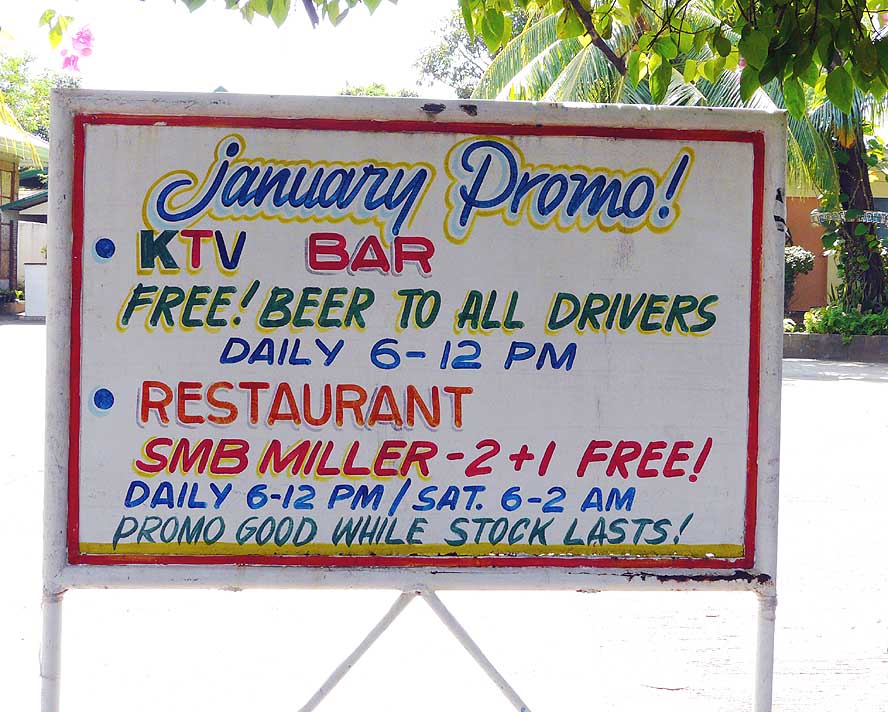 January Promo!
KTV BAR
FREE! BEER TO ALL DRIVERS
DAILY 6-12 PM
RESTAURANT
SMB MILLER - 2+1 FREE!
DAILY 6-12 PM / SAT. 6-2 AM
PROMO GOOD WHILE STOCK LASTS!